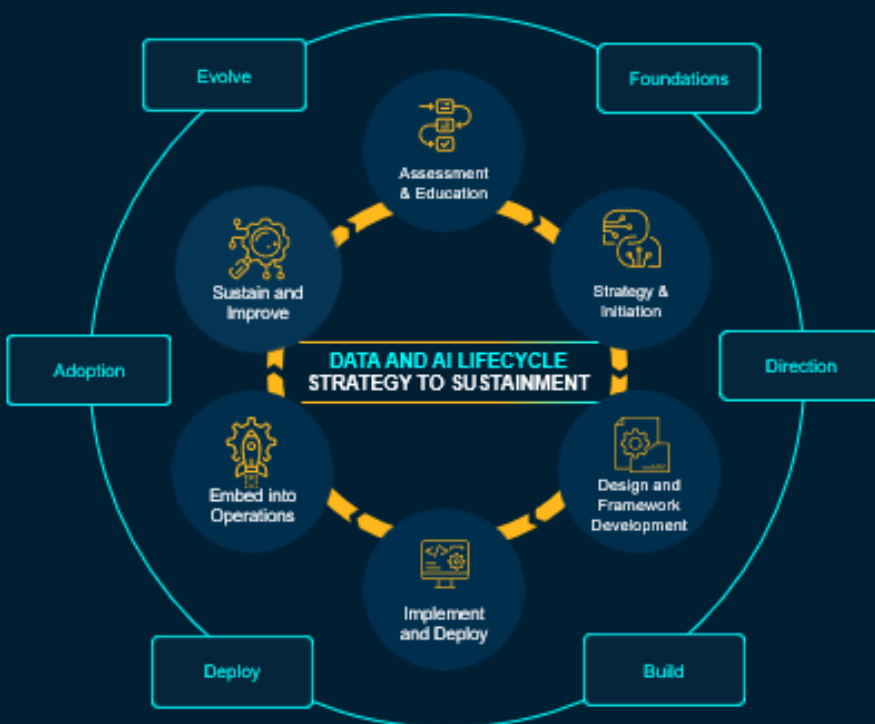 Evolve
Foundations
Assessment
& Education
Sustain and
Improve
Strategy &
Initiation
Adoption
DATA AND AI LIFECYCLE
STRATEGY TO SUSTAINMENT
Direction
Embed into
Operations
Design and
Framework
Development
Implement
and Deploy
Deploy
Build